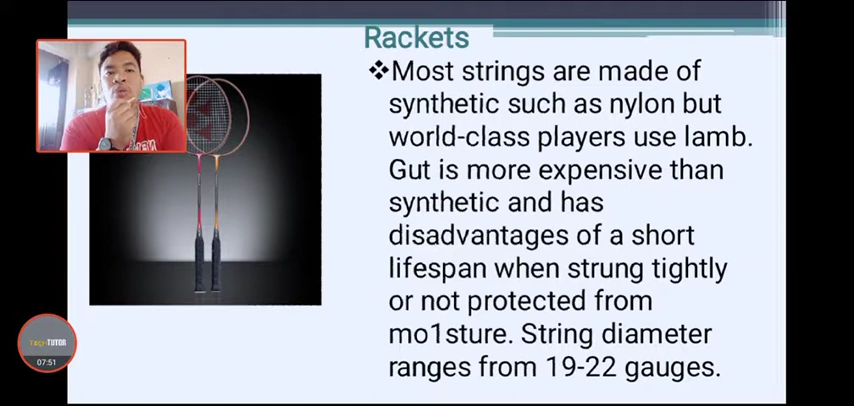 Rackets
❖Most strings are made of
synthetic such as nylon but
world-class players use lamb.
Gut is more expensive than
synthetic and has
disadvantages of a short
lifespan when strung tightly
or not protected from
mo1sture. String diameter
ranges from 19-22 gauges.
07:51